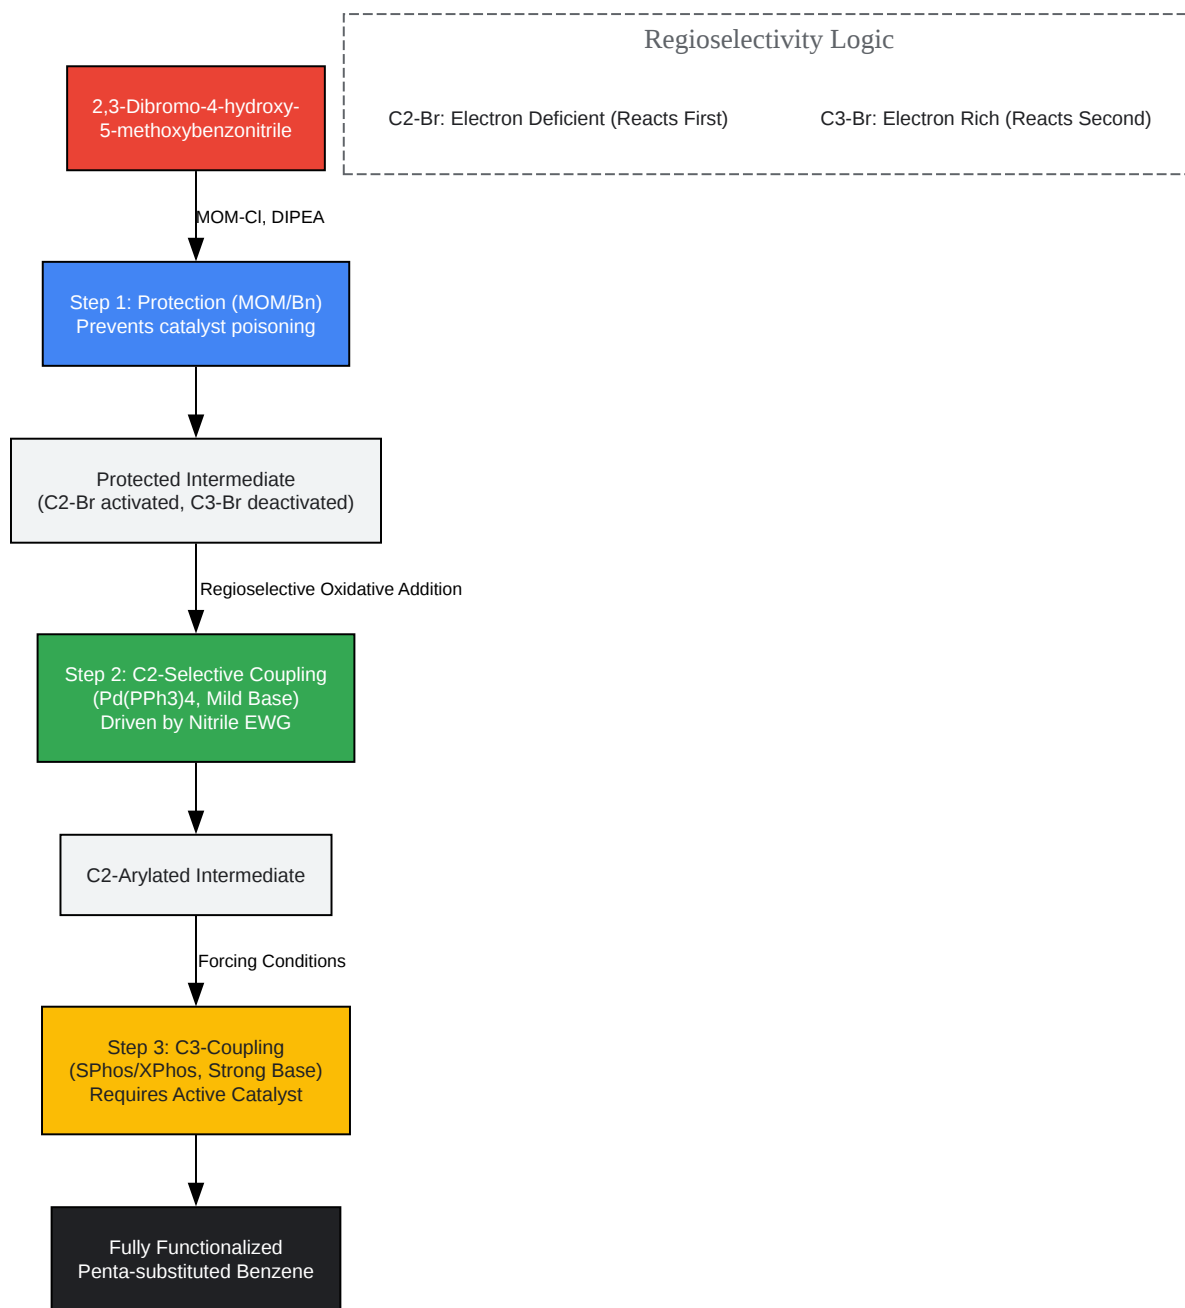 Regioselectivity Logic
C2-Br: Electron Deficient (Reacts First)
C3-Br: Electron Rich (Reacts Second)
2,3-Dibromo-4-hydroxy-
5-methoxybenzonitrile
MOM-Cl, DIPEA
Step 1: Protection (MOM/Bn)
Prevents catalyst poisoning
Protected Intermediate
(C2-Br activated, C3-Br deactivated)
Regioselective Oxidative Addition
Step 2: C2-Selective Coupling
(Pd(PPh3)4, Mild Base)
Driven by Nitrile EWG
C2-Arylated Intermediate
Forcing Conditions
Step 3: C3-Coupling
(SPhos/XPhos, Strong Base)
Requires Active Catalyst
Fully Functionalized
Penta-substituted Benzene